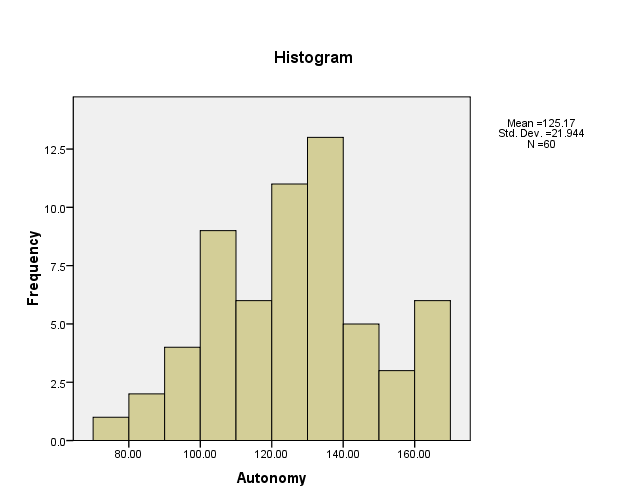 Histogram
Mean =125.17
Std. Dev. =21.944
N =60
Frequency
12.5
10.0
7.5
5.0
2.5
0.0
80.00 100.00 120.00 140.00 160.00
Autonomy